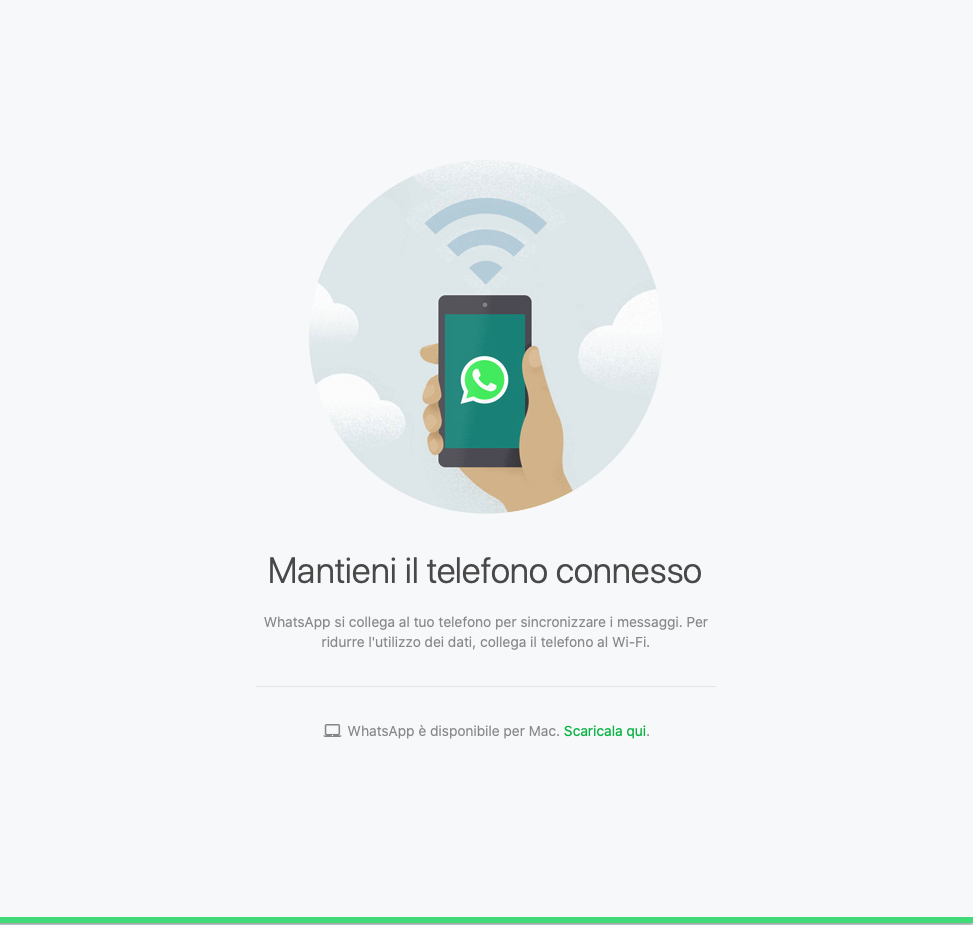 Mantieni il telefono connesso
WhatsApp si collega al tuo telefono per sincronizzare i messaggi. Per
ridurre l'utilizzo dei dati, collega il telefono al Wi-Fi.
WhatsApp è disponibile per Mac. Scaricala qui.